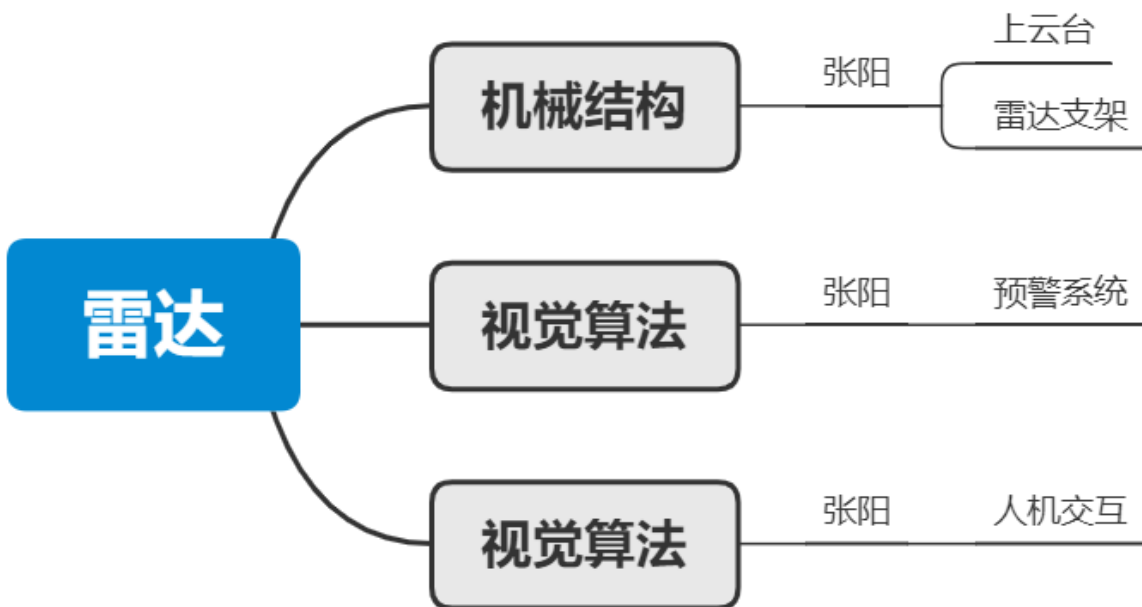 雷达
机械结构
张阳
上云台
雷达支架
视觉算法
张阳
预警系统
视觉算法
张阳
人机交互